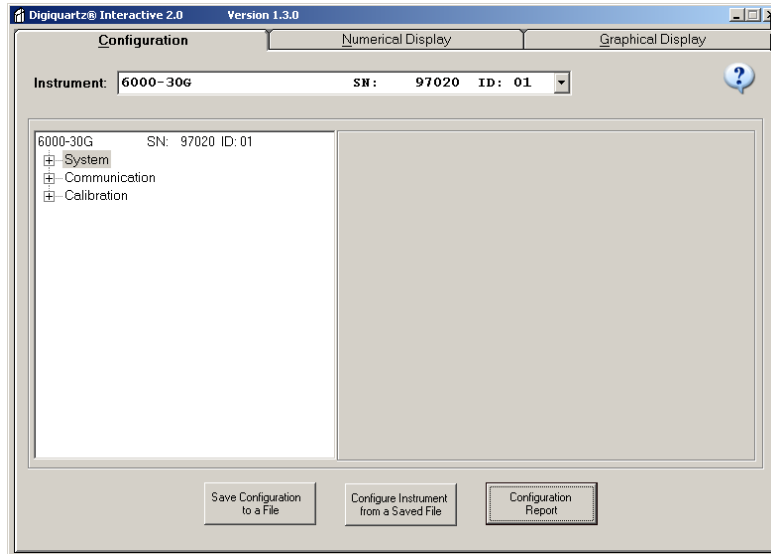 Digiquartz® Interactive 2.0 Version 1.3.0
Configuration Numerical Display Graphical Display
Instrument: 6000-30G SN: 97020 ID: 01
?
6000-30G SN: 97020 ID: 01
System
Communication
Calibration
Save Configuration
to a File
Configure Instrument
from a Saved File
Configuration
Report